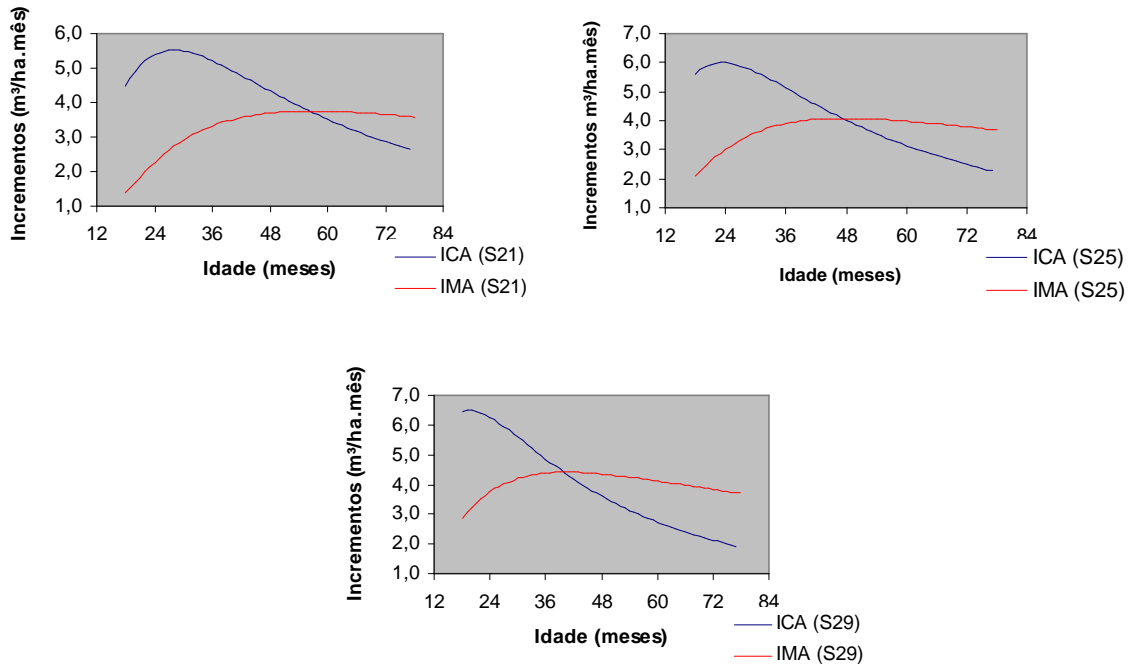 Incrementos (m³/ha.mês)
6,0
5,0
4,0
3,0
2,0
1,0
12 24 36 48 60 72 84
Idade (meses)
ICA (S21)
IMA (S21)
Incrementos m³/ha.mês)
7,0
6,0
5,0
4,0
3,0
2,0
1,0
12 24 36 48 60 72 84
Idade (meses)
ICA (S25)
IMA (S25)
Incrementos (m³/ha.mês)
7,0
6,0
5,0
4,0
3,0
2,0
1,0
12 24 36 48 60 72 84
Idade (meses)
ICA (S29)
IMA (S29)